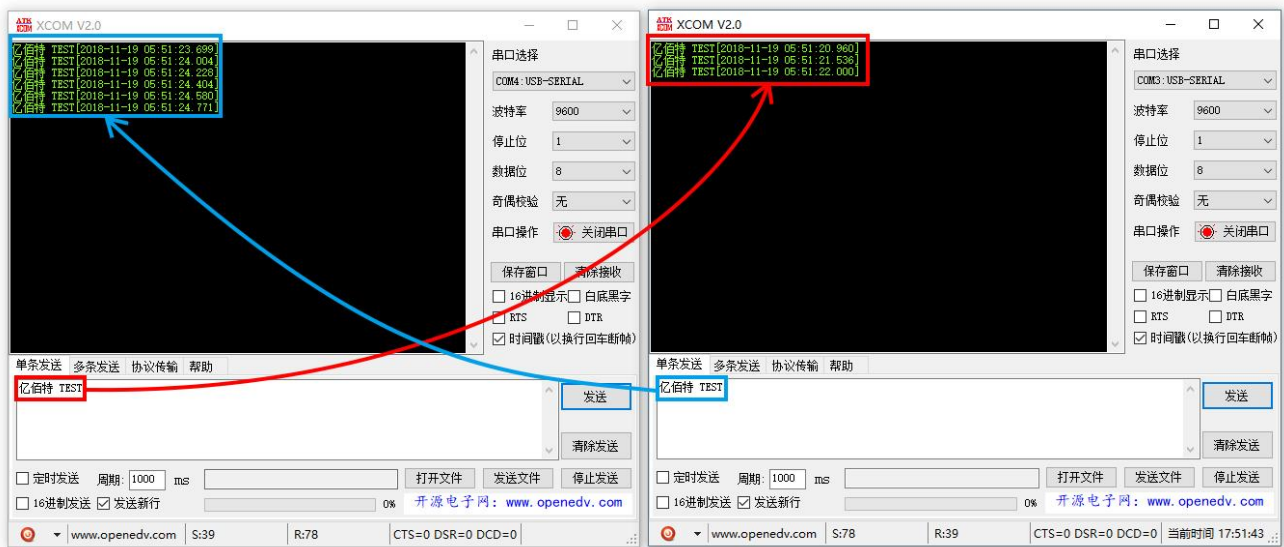 XCOM V2.0
亿佰特 TEST[2018-11-19 05:51:23.699]
亿佰特 TEST[2018-11-19 05:51:24.004]
亿佰特 TEST[2018-11-19 05:51:24.228]
亿佰特 TEST[2018-11-19 05:51:24.404]
亿佰特 TEST[2018-11-19 05:51:24.580]
亿佰特 TEST[2018-11-19 05:51:24.771]
串口选择
COM4:USB-SERIAL
波特率 9600
停止位 1
数据位 8
奇偶校验 无
串口操作 关闭串口
保存窗口 清除接收
16进制显示 白底黑字
RTS DTR
时间戳(以换行回车断帧)
单条发送 多条发送 协议传输 帮助
亿佰特 TEST
发送
清除发送
定时发送 周期: 1000 ms 打开文件 发送文件 停止发送
16进制发送 发送新行 0% 开源电子网: www.openedv.com
www.openedv.com S:39 R:78 CTS=0 DSR=0 DCD=0
XCOM V2.0
亿佰特 TEST[2018-11-19 05:51:20.960]
亿佰特 TEST[2018-11-19 05:51:21.536]
亿佰特 TEST[2018-11-19 05:51:22.000]
串口选择
COM3:USB-SERIAL
波特率 9600
停止位 1
数据位 8
奇偶校验 无
串口操作 关闭串口
保存窗口 清除接收
16进制显示 白底黑字
RTS DTR
时间戳(以换行回车断帧)
单条发送 多条发送 协议传输 帮助
亿佰特 TEST
发送
清除发送
定时发送 周期: 1000 ms 打开文件 发送文件 停止发送
16进制发送 发送新行 0% 开源电子网: www.openedv.com
www.openedv.com S:78 R:39 CTS=0 DSR=0 DCD=0 当前时间 17:51:43